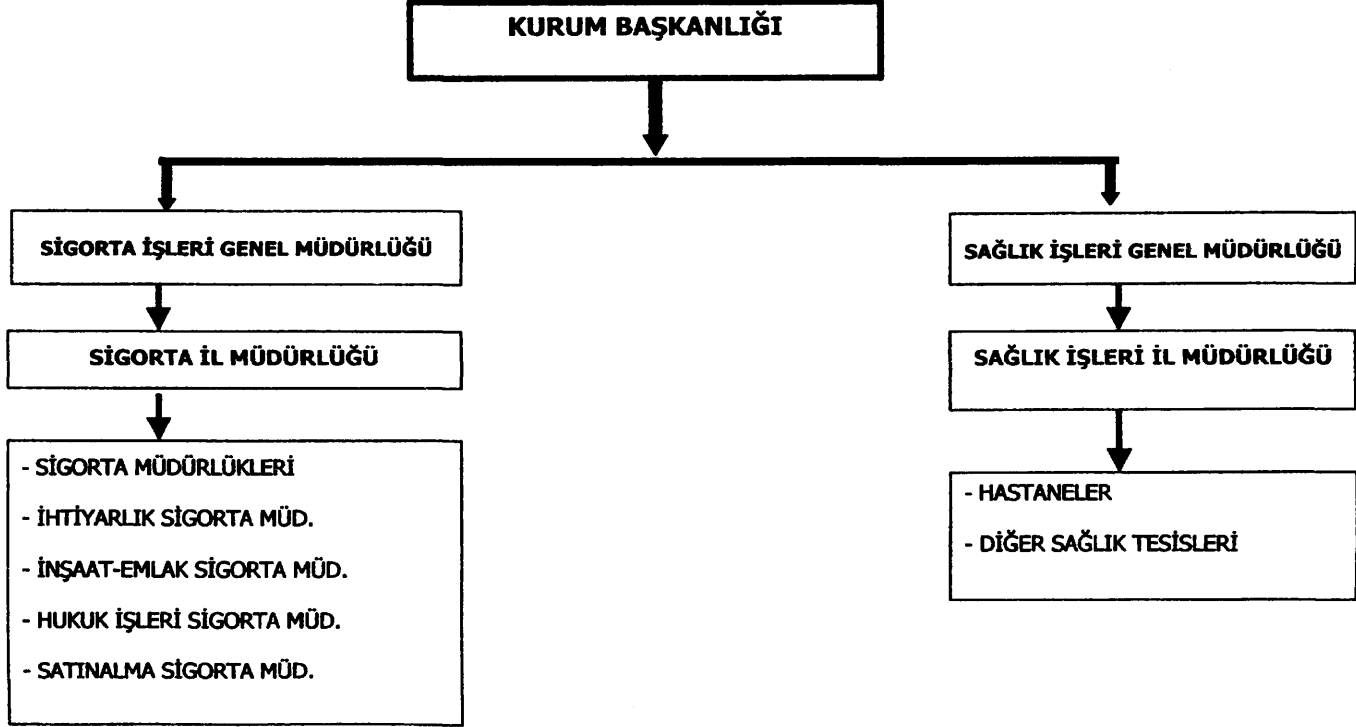 KURUM BAŞKANLIĞI
SİGORTA İŞLERİ GENEL MÜDÜRLÜĞÜ
SİGORTA İL MÜDÜRLÜĞÜ
- SİGORTA MÜDÜRLÜKLERİ
- İHTİYARLIK SİGORTA MÜD.
- İNŞAAT-EMLAK SİGORTA MÜD.
- HUKUK İŞLERİ SİGORTA MÜD.
- SATINALMA SİGORTA MÜD.
SAĞLIK İŞLERİ GENEL MÜDÜRLÜĞÜ
SAĞLIK İŞLERİ İL MÜDÜRLÜĞÜ
- HASTANELER
- DİĞER SAĞLIK TESİSLERİ